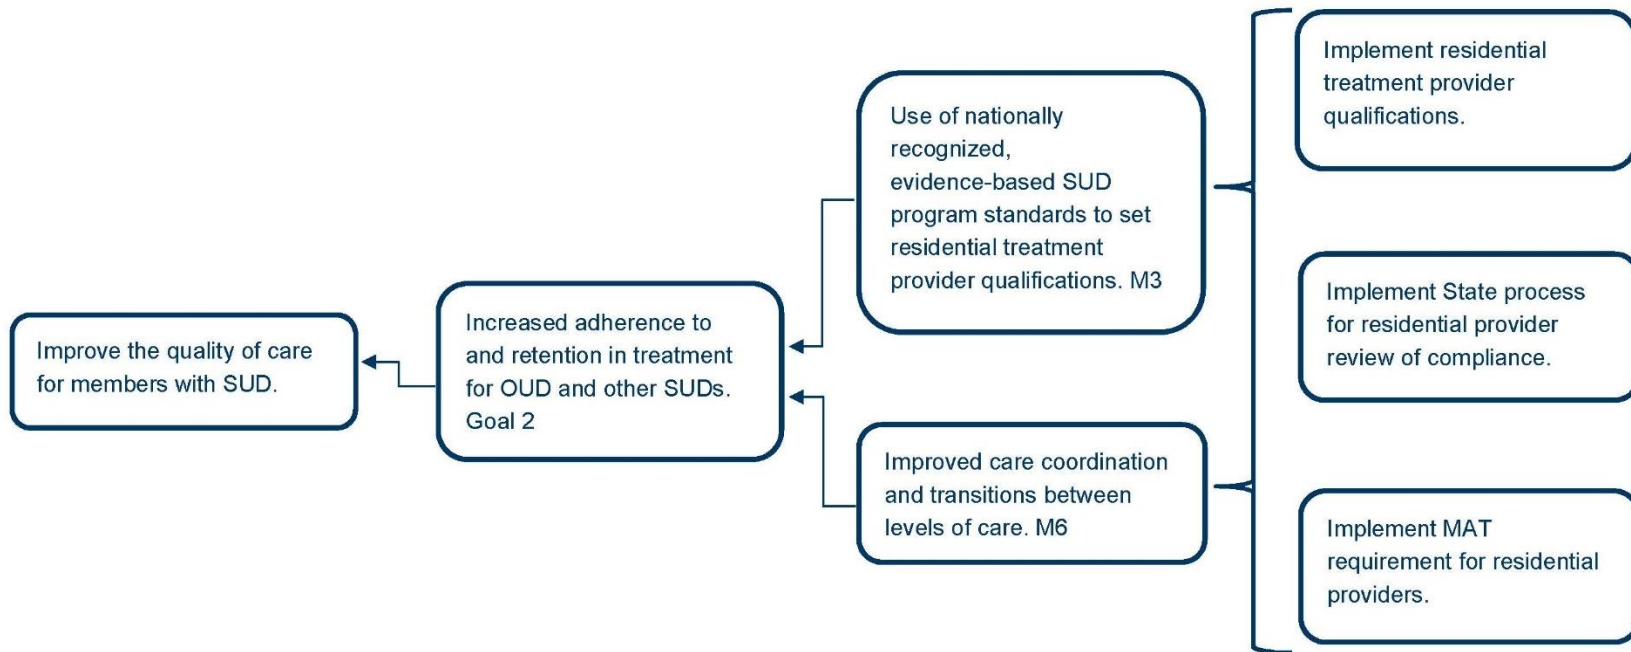 Improve the quality of care
for members with SUD.
Increased adherence to
and retention in treatment
for OUD and other SUDs.
Goal 2
Use of nationally
recognized,
evidence-based SUD
program standards to set
residential treatment
provider qualifications. M3
Improved care coordination
and transitions between
levels of care. M6
Implement residential
treatment provider
qualifications.
Implement State process
for residential provider
review of compliance.
Implement MAT
requirement for residential
providers.